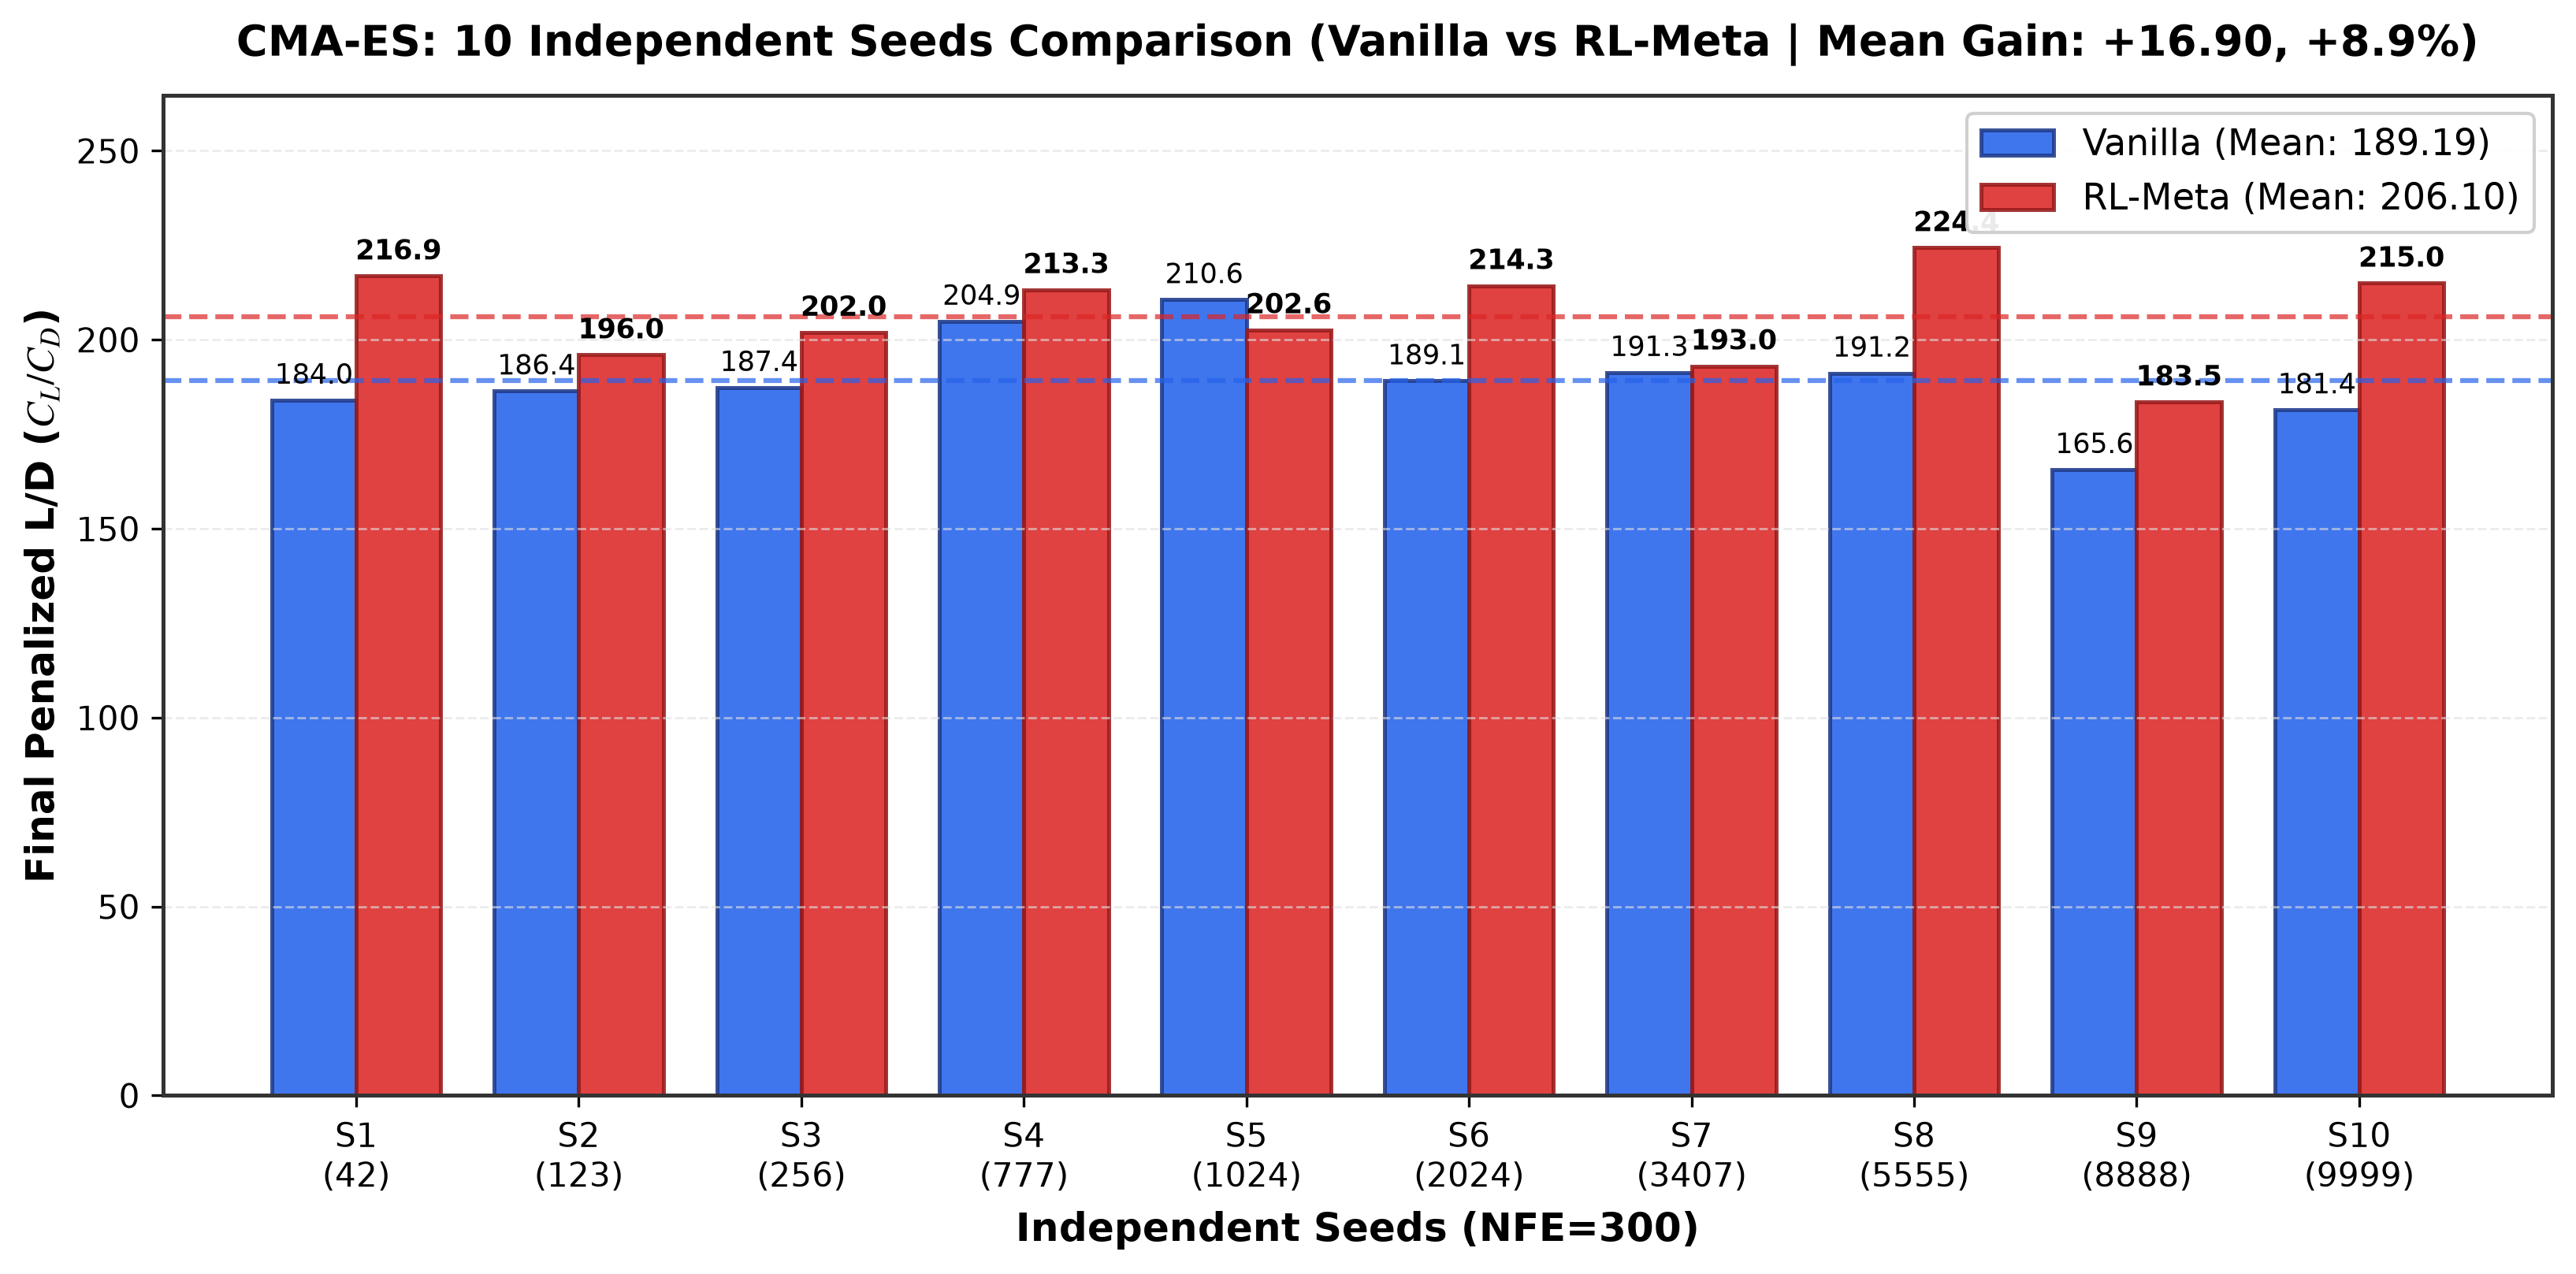 CMA-ES: 10 Independent Seeds Comparison (Vanilla vs RL-Meta | Mean Gain: +16.90, +8.9%)
Vanilla (Mean: 189.19)
RL-Meta (Mean: 206.10)
Final Penalized L/D (C_L/C_D)
250
200
150
100
50
0
184.0
216.9
186.4
196.0
187.4
202.0
204.9
213.3
210.6
202.6
189.1
214.3
191.3
193.0
191.2
224.4
165.6
183.5
181.4
215.0
S1
(42)
S2
(123)
S3
(256)
S4
(777)
S5
(1024)
S6
(2024)
S7
(3407)
S8
(5555)
S9
(8888)
S10
(9999)
Independent Seeds (NFE=300)